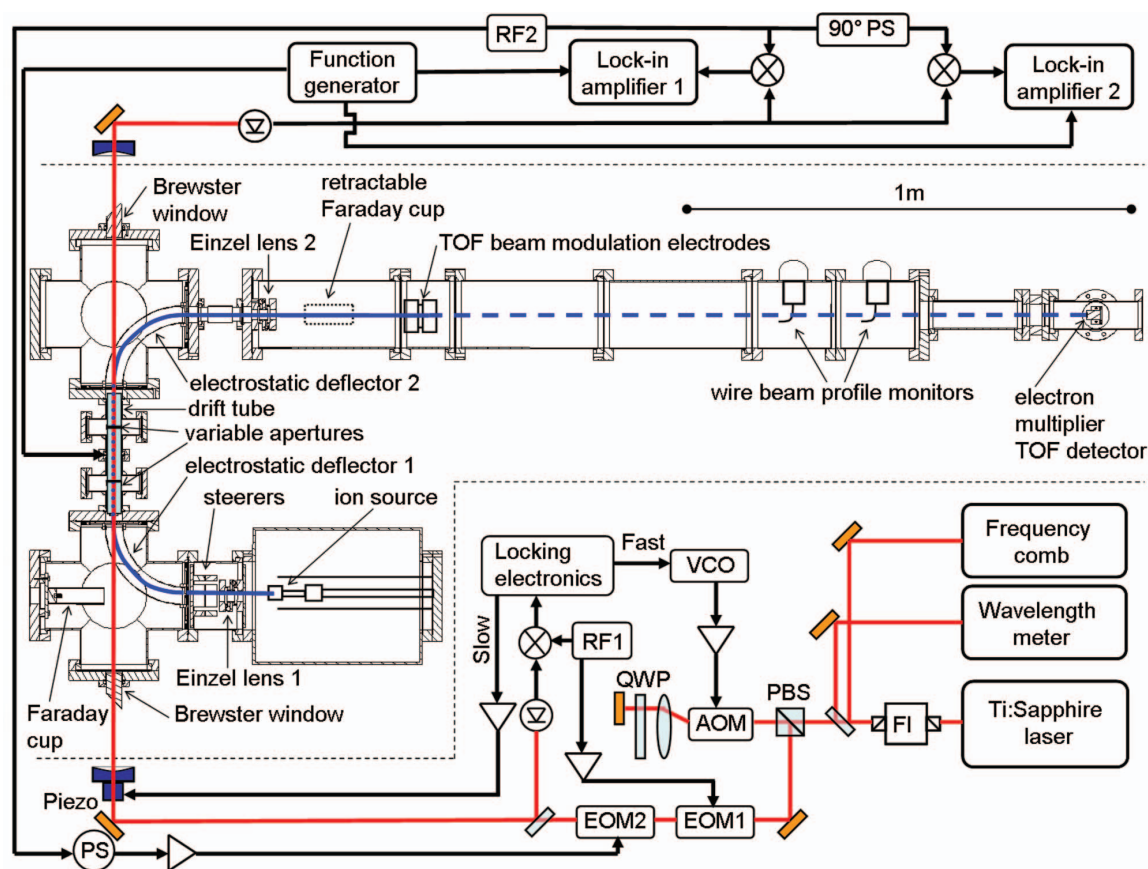 RF2
90° PS
Function
generator
Lock-in
amplifier 1
Lock-in
amplifier 2
Brewster
window
retractable
Faraday cup
1m
Einzel lens 2
TOF beam modulation electrodes
electrostatic deflector 2
drift tube
variable apertures
electrostatic deflector 1
wire beam profile monitors
electron
multiplier
TOF detector
steerers
ion source
Locking
electronics
Fast
VCO
Frequency
comb
Slow
RF1
Wavelength
meter
Einzel lens 1
Faraday
cup
Brewster window
QWP
AOM
PBS
FI
Ti:Sapphire
laser
Piezo
EOM2
EOM1
PS